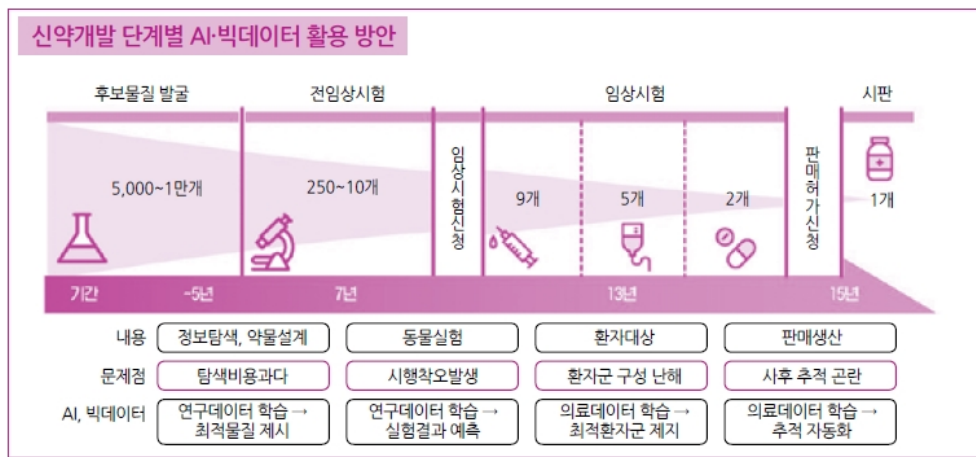 신약개발 단계별 AI·빅데이터 활용 방안
후보물질 발굴
전임상시험
임상시험
시판
5,000~1만개
250~10개
임상시험신청
9개
5개
2개
판매허가신청
1개
기간
~5년
7년
13년
15년
내용
정보탐색, 약물설계
동물실험
환자대상
판매생산
문제점
탐색비용과다
시행착오발생
환자군 구성 난해
사후 추적 곤란
AI, 빅데이터
연구데이터 학습 →
최적물질 제시
연구데이터 학습 →
실험결과 예측
의료데이터 학습 →
최적환자군 제지
의료데이터 학습 →
추적 자동화